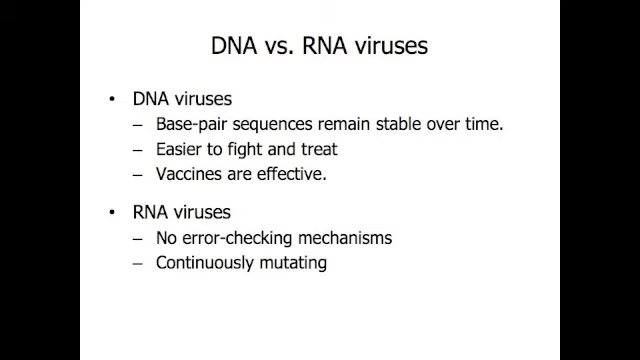 DNA vs. RNA viruses
• DNA viruses
– Base-pair sequences remain stable over time.
– Easier to fight and treat
– Vaccines are effective.
• RNA viruses
– No error-checking mechanisms
– Continuously mutating